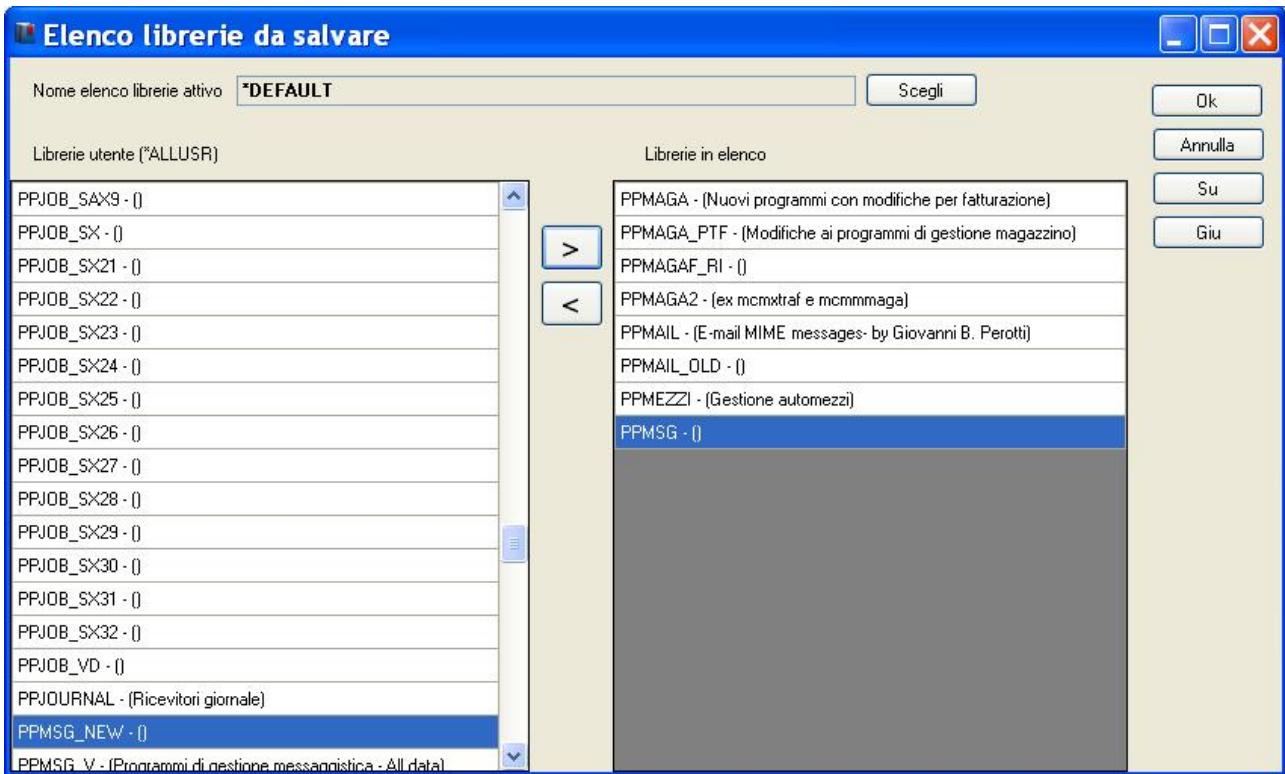 Elenco librerie da salvare
Nome elenco librerie attivo *DEFAULT Scegli
Ok
Annulla
Su
Giu
Librerie utente (*ALLUSR)
PPJOB_SAX9 - ()
PPJOB_SX - ()
PPJOB_SX21 - ()
PPJOB_SX22 - ()
PPJOB_SX23 - ()
PPJOB_SX24 - ()
PPJOB_SX25 - ()
PPJOB_SX26 - ()
PPJOB_SX27 - ()
PPJOB_SX28 - ()
PPJOB_SX29 - ()
PPJOB_SX30 - ()
PPJOB_SX31 - ()
PPJOB_SX32 - ()
PPJOB_VD - ()
PPJOURNAL - (Ricevitori giornale)
PPMSG_NEW - ()
PPMSG_V - (Programmi di gestione messaggistica - All data)
>
<
Librerie in elenco
PPMAGA - (Nuovi programmi con modifiche per fatturazione)
PPMAGA_PTF - (Modifiche ai programmi di gestione magazzino)
PPMAGAF_RI - ()
PPMAGA2 - (ex mcmxtraf e mcmmmaga)
PPMAIL - (E-mail MIME messages- by Giovanni B. Perotti)
PPMAIL_OLD - ()
PPMEZZI - (Gestione automezzi)
PPMSG - ()